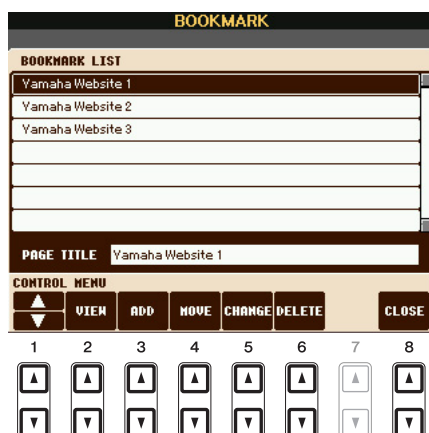 BOOKMARK
BOOKMARK LIST
Yamaha Website 1
Yamaha Website 2
Yamaha Website 3
PAGE TITLE Yamaha Website 1
CONTROL MENU
VIEW ADD MOVE CHANGE DELETE CLOSE
1 2 3 4 5 6 7 8